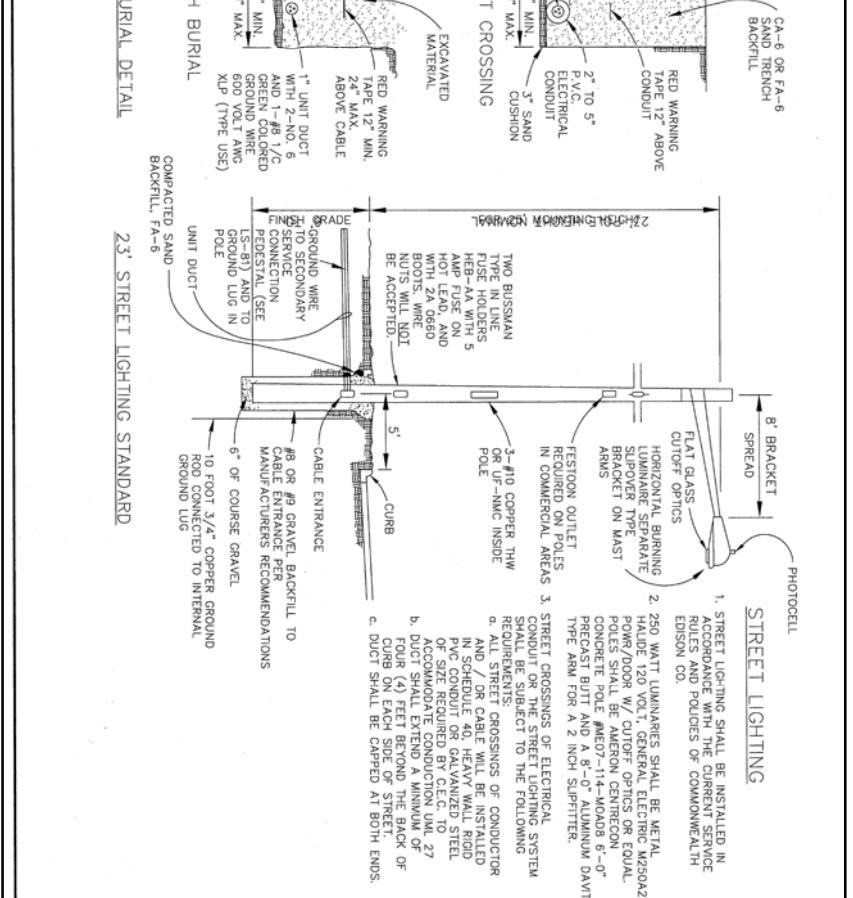 STREET LIGHTING
1. STREET LIGHTING SHALL BE INSTALLED IN
ACCORDANCE WITH THE CURRENT SERVICE
RULES AND POLICIES OF COMMONWEALTH
EDISON CO.
2. 250 WATT LUMINARIES SHALL BE METAL
HALIDE 120 VOLT, GENERAL ELECTRIC M250A2
POWR/DOOR W/ CUTOFF OPTICS OR EQUAL.
POLES SHALL BE AMERON CENTRECON
CONCRETE POLE #ME07-114-MOAD8 6'-0"
PRECAST BUTT AND A 8'-0" ALUMINUM DAVIT
TYPE ARM FOR A 2 INCH SLIPFITTER.
3. STREET CROSSINGS OF ELECTRICAL
CONDUIT OR THE STREET LIGHTING SYSTEM
SHALL BE SUBJECT TO THE FOLLOWING
REQUIREMENTS:
a. ALL STREET CROSSINGS OF CONDUCTOR
AND / OR CABLE WILL BE INSTALLED
IN SCHEDULE 40, HEAVY WALL RIGID
PVC CONDUIT OR GALVANIZED STEEL
OF SIZE REQUIRED BY C.E.C. TO
ACCOMMODATE CONDUCTION UML 27
b. DUCT SHALL EXTEND A MINIMUM OF
FOUR (4) FEET BEYOND THE BACK OF
CURB ON EACH SIDE OF STREET.
c. DUCT SHALL BE CAPPED AT BOTH ENDS.
PHOTOCELL
8' BRACKET
SPREAD
FLAT GLASS
CUTOFF OPTICS
HORIZONTAL BURNING
LUMINAIRE SEPARATE
SLIPOVER TYPE
BRACKET ON MAST
ARMS
FESTOON OUTLET
REQUIRED ON POLES
IN COMMERCIAL AREAS
3-#10 COPPER THW
OR UF-NMC INSIDE
POLE
5'
CURB
CABLE ENTRANCE
#8 OR #9 GRAVEL BACKFILL TO
CABLE ENTRANCE PER
MANUFACTURERS RECOMMENDATIONS
6" OF COURSE GRAVEL
10 FOOT 3/4" COPPER GROUND
ROD CONNECTED TO INTERNAL
GROUND LUG
TWO BUSSMAN
TYPE IN LINE
FUSE HOLDERS
HEB-AA WITH 5
AMP FUSE ON
HOT LEAD, AND
WITH 2A 0660
BOOTS. WIRE
NUTS WILL NOT
BE ACCEPTED.
FOR 25' MOUNTING HEIGHT
FINISH GRADE
GROUND WIRE
TO SECONDARY
SERVICE
CONNECTION
PEDESTAL (SEE
LS-81) AND TO
GROUND LUG IN
POLE
UNIT DUCT
COMPACTED SAND
BACKFILL, FA-6
23' STREET LIGHTING STANDARD
CA-6 OR FA-6
SAND TRENCH
BACKFILL
RED WARNING
TAPE 12" ABOVE
CONDUIT
2" TO 5"
P.V.C.
ELECTRICAL
CONDUIT
3" SAND
CUSHION
" MIN.
" MAX.
T CROSSING
EXCAVATED
MATERIAL
RED WARNING
TAPE 12" MIN.
24" MAX.
ABOVE CABLE
1" UNIT DUCT
WITH 2-NO. 6
AND 1-#8 1/C
GREEN COLORED
GROUND WIRE
600 VOLT AWG
XLP (TYPE USE)
" MIN.
" MAX.
H BURIAL
URIAL DETAIL